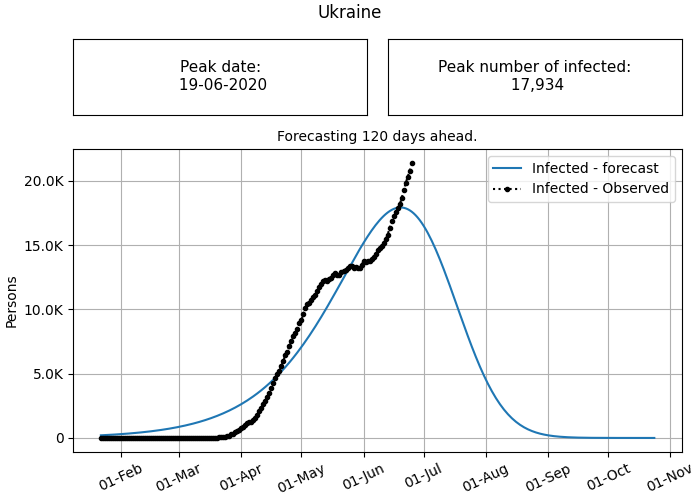 Ukraine
Peak date:
19-06-2020
Peak number of infected:
17,934
Forecasting 120 days ahead.
Infected - forecast
Infected - Observed
Persons
20.0K
15.0K
10.0K
5.0K
0
01-Feb
01-Mar
01-Apr
01-May
01-Jun
01-Jul
01-Aug
01-Sep
01-Oct
01-Nov